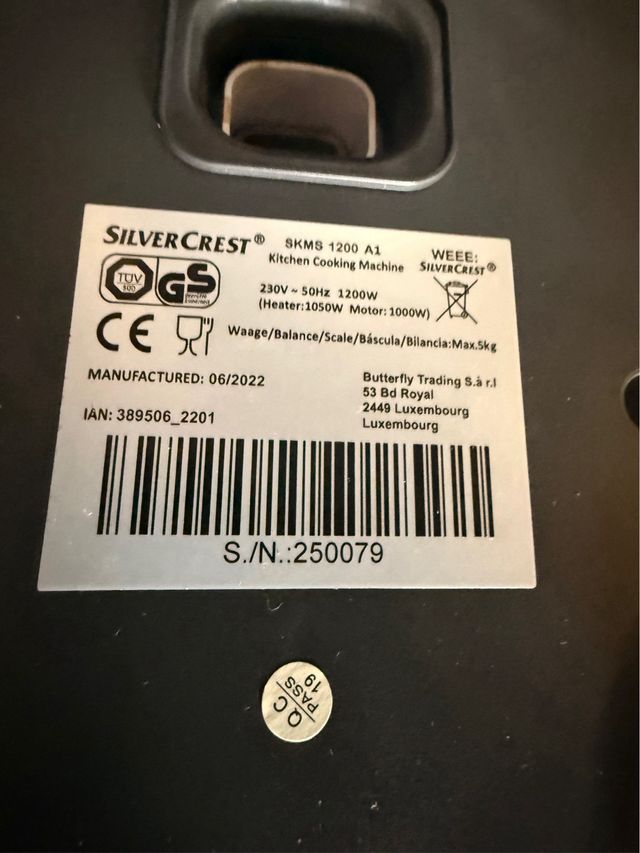 SILVERCREST®
SKMS 1200 A1
Kitchen Cooking Machine
WEEE:
SILVERCREST®
TÜV
SÜD
GS
230V ~ 50Hz 1200W
(Heater:1050W Motor:1000W)
CE
Waage/Balance/Scale/Báscula/Bilancia:Max.5kg
MANUFACTURED: 06/2022
IAN: 389506_2201
Butterfly Trading S.à r.l
53 Bd Royal
2449 Luxembourg
Luxembourg
S./N.:250079
QC
PASS
19